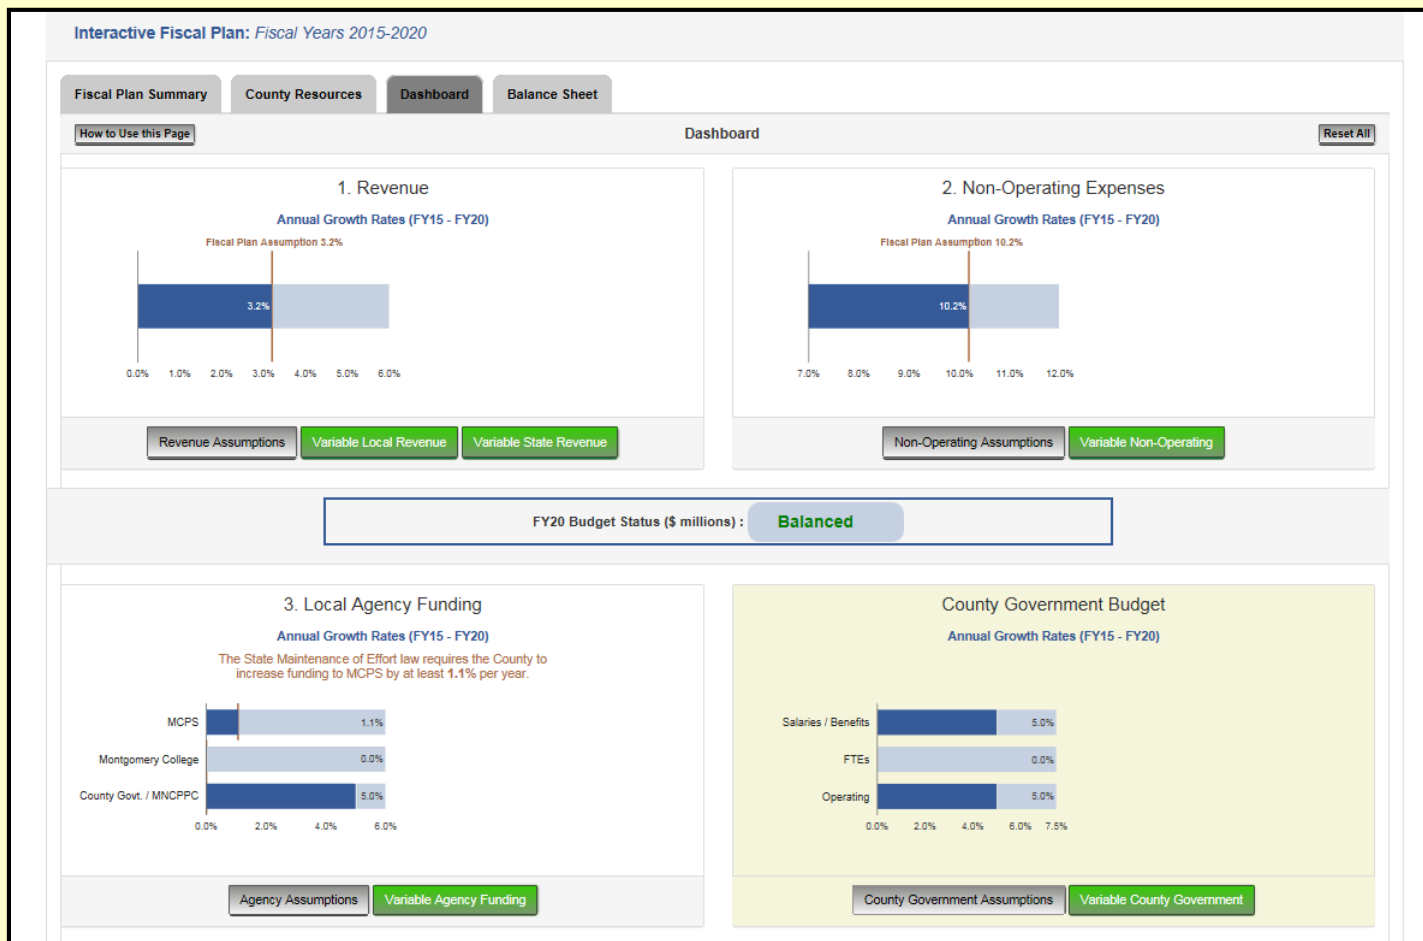 Interactive Fiscal Plan: Fiscal Years 2015-2020
Fiscal Plan Summary County Resources Dashboard Balance Sheet
How to Use this Page Dashboard Reset All
1. Revenue
Annual Growth Rates (FY15 - FY20)
Fiscal Plan Assumption 3.2%
3.2%
0.0% 1.0% 2.0% 3.0% 4.0% 5.0% 6.0%
Revenue Assumptions Variable Local Revenue Variable State Revenue
2. Non-Operating Expenses
Annual Growth Rates (FY15 - FY20)
Fiscal Plan Assumption 10.2%
10.2%
7.0% 8.0% 9.0% 10.0% 11.0% 12.0%
Non-Operating Assumptions Variable Non-Operating
FY20 Budget Status ($ millions) : Balanced
3. Local Agency Funding
Annual Growth Rates (FY15 - FY20)
The State Maintenance of Effort law requires the County to
increase funding to MCPS by at least 1.1% per year.
MCPS 1.1%
Montgomery College 0.0%
County Govt. / MNCPPC 5.0%
0.0% 2.0% 4.0% 6.0%
Agency Assumptions Variable Agency Funding
County Government Budget
Annual Growth Rates (FY15 - FY20)
Salaries / Benefits 5.0%
FTEs 0.0%
Operating 5.0%
0.0% 2.0% 4.0% 6.0% 7.5%
County Government Assumptions Variable County Government